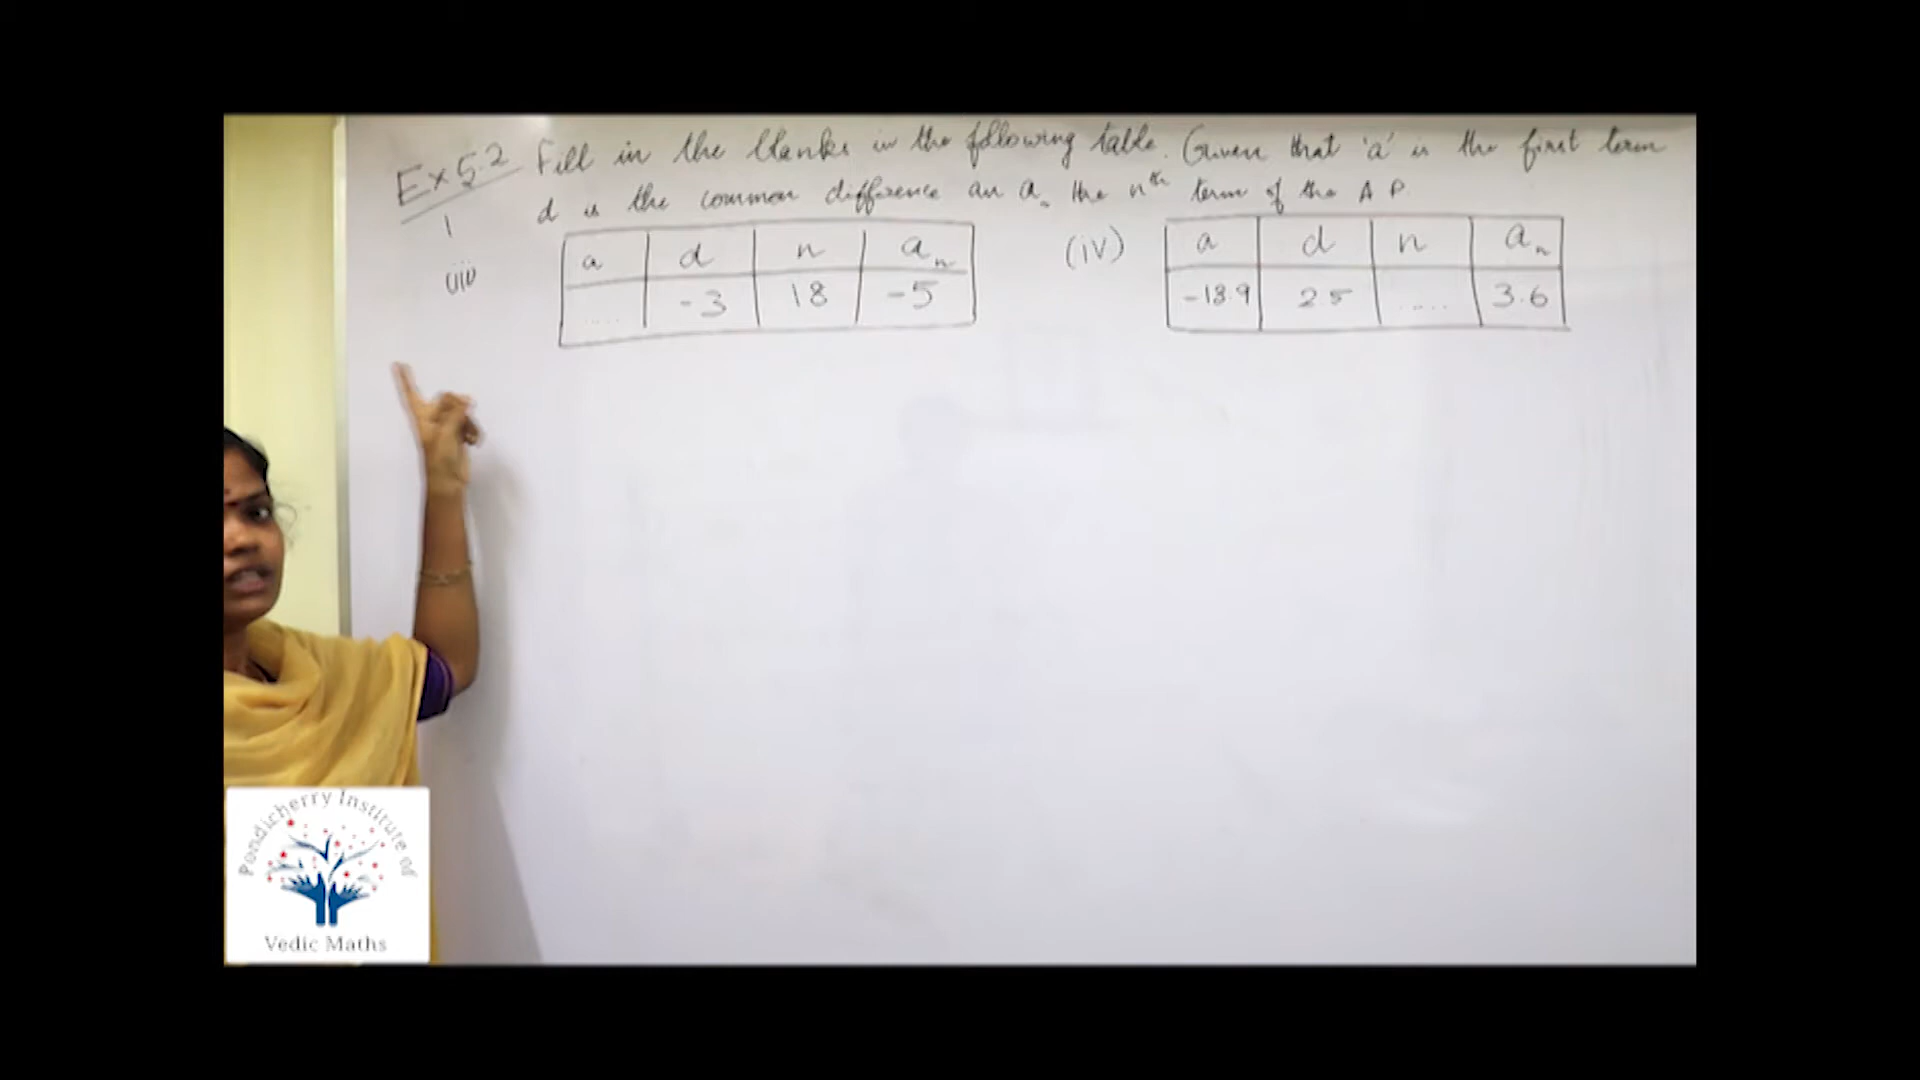 Ex 5.2 Fill in the blanks in the following table. Given that 'a' is the first term
1 d is the common difference an aₙ the nᵗʰ term of the A P.
(iii)
a d n aₙ
..... -3 18 -5
(iv)
a d n aₙ
-18.9 2.5 ..... 3.6
Pondicherry Institute of
Vedic Maths